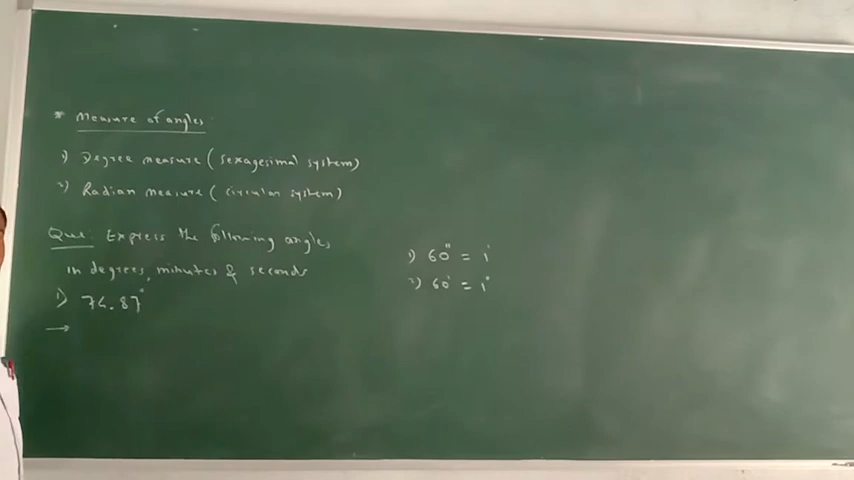 * Measure of angles
1) Degree measure ( sexagesimal system )
2) Radian measure ( circular system )
Que: Express the following angles
in degrees, minutes & seconds
1) 74.87°
→
1) 60" = 1'
2) 60' = 1°